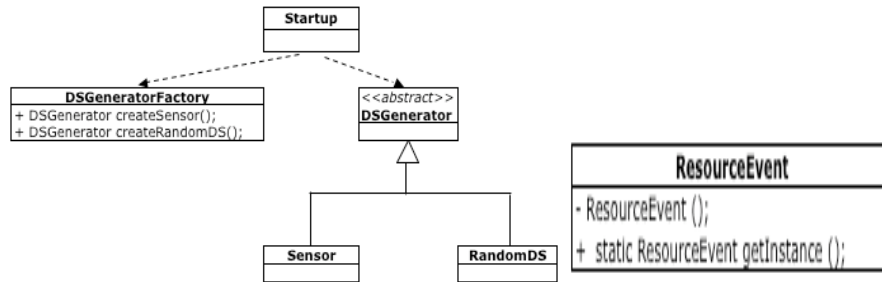 Startup
DSGeneratorFactory
+ DSGenerator createSensor();
+ DSGenerator createRandomDS();
<<abstract>>
DSGenerator
Sensor
RandomDS
ResourceEvent
- ResourceEvent ();
+ static ResourceEvent getInstance ();